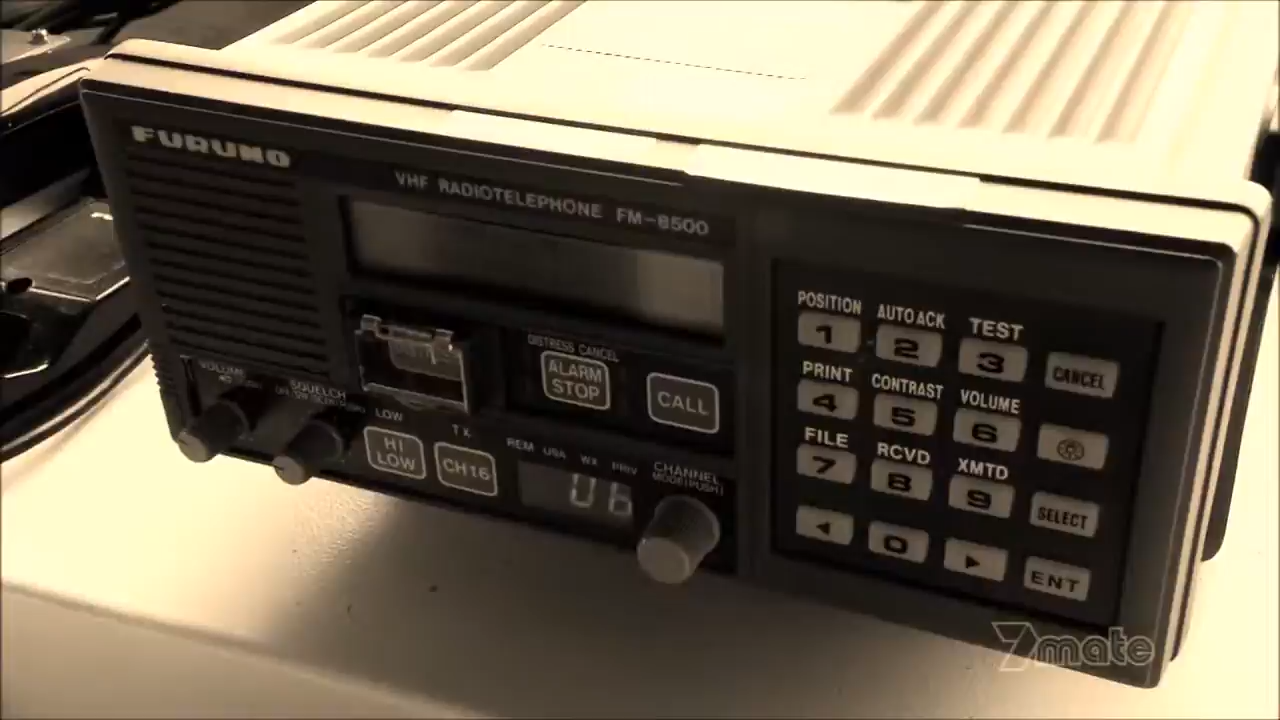 FURUNO
VHF RADIOTELEPHONE FM-8500
POSITION
1
AUTO ACK
2
TEST
3
CANCEL
PRINT
4
CONTRAST
5
VOLUME
6
FILE
7
RCVD
8
XMTD
9
SELECT
◄
0
►
ENT
DISTRESS CANCEL
ALARM
STOP
CALL
VOLUME
SQUELCH
LOW
HI
LOW
TX
CH16
REM USA WX PRIV
06
CHANNEL
MODE(PUSH)
7mate